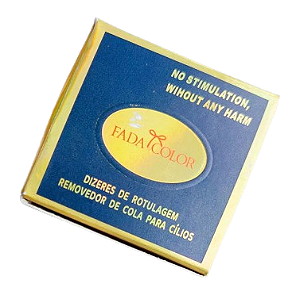 NO STIMULATION,
WIHOUT ANY HARM
FADA COLOR
DIZERES DE ROTULAGEM
REMOVEDOR DE COLA PARA CÍLIOS